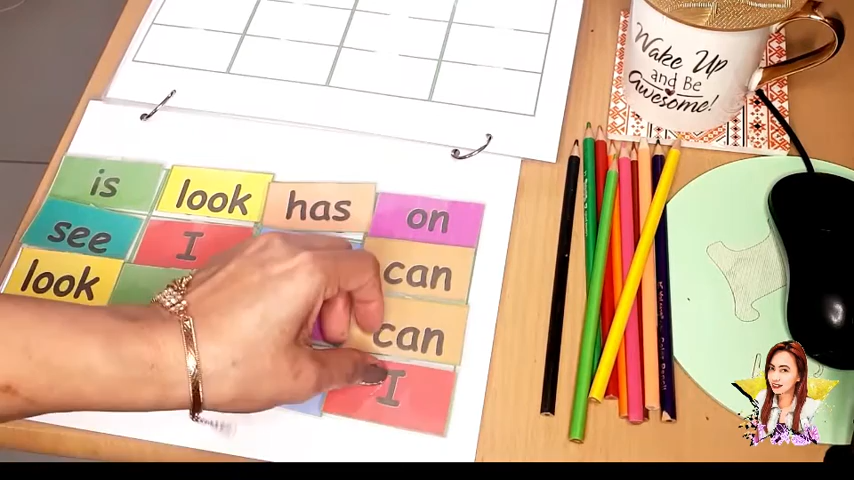 Wake Up
and Be
Awesome!
is look has on
see I can
look can
I